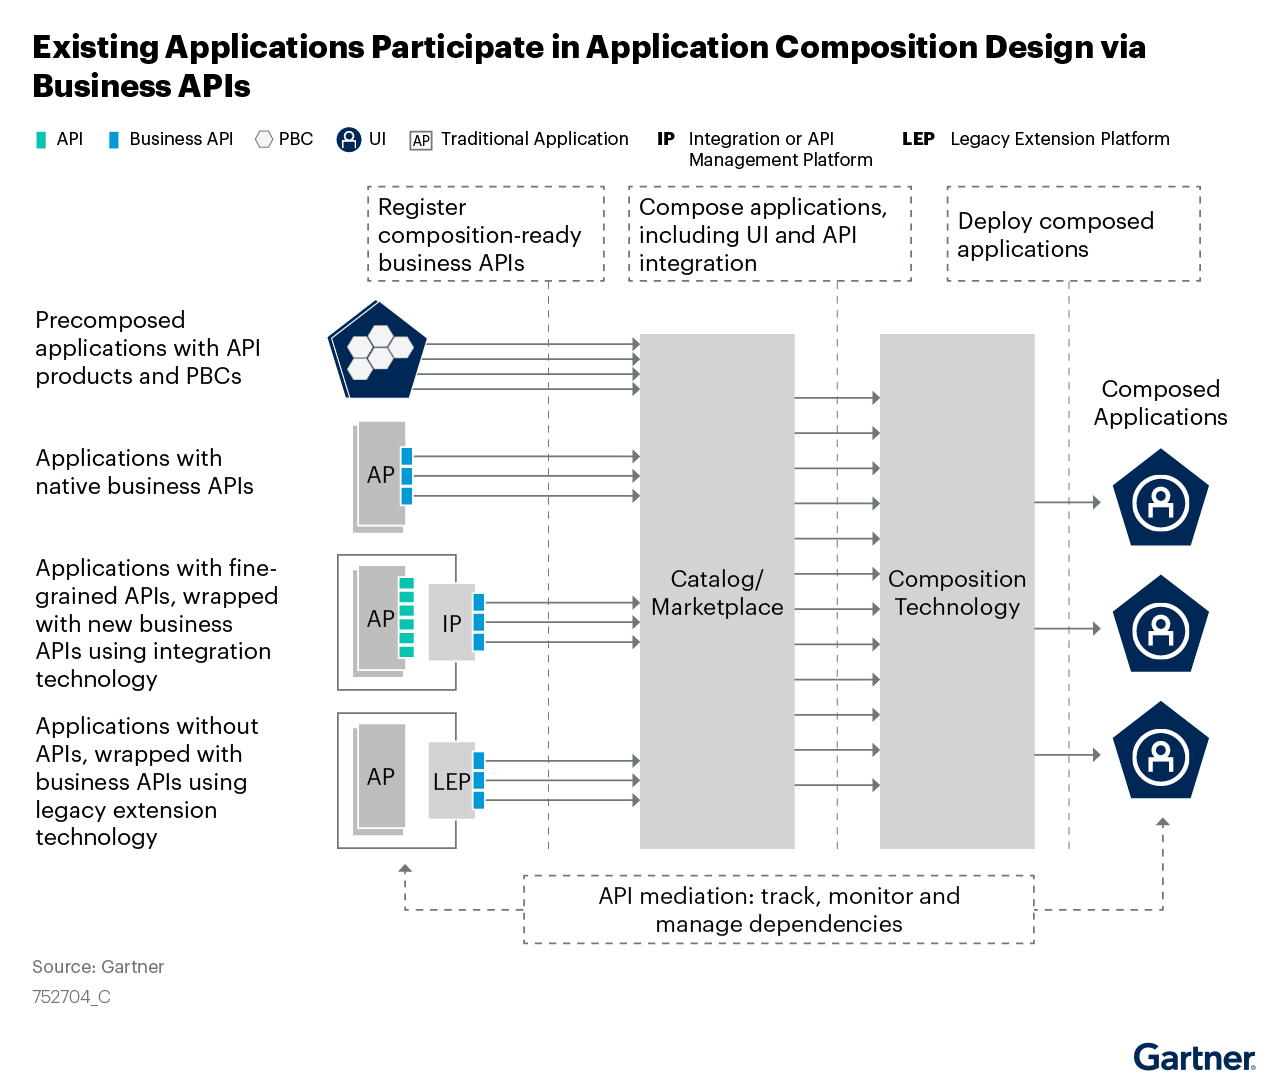 Existing Applications Participate in Application Composition Design via
Business APIs
API
Business API
PBC
UI
AP
Traditional Application
IP
Integration or API
Management Platform
LEP
Legacy Extension Platform
Register
composition-ready
business APIs
Compose applications,
including UI and API
integration
Deploy composed
applications
Precomposed
applications with API
products and PBCs
Applications with
native business APIs
AP
Applications with fine-
grained APIs, wrapped
with new business
APIs using integration
technology
AP
IP
Applications without
APIs, wrapped with
business APIs using
legacy extension
technology
AP
LEP
Catalog/
Marketplace
Composition
Technology
Composed
Applications
API mediation: track, monitor and
manage dependencies
Source: Gartner
752704_C
Gartner®